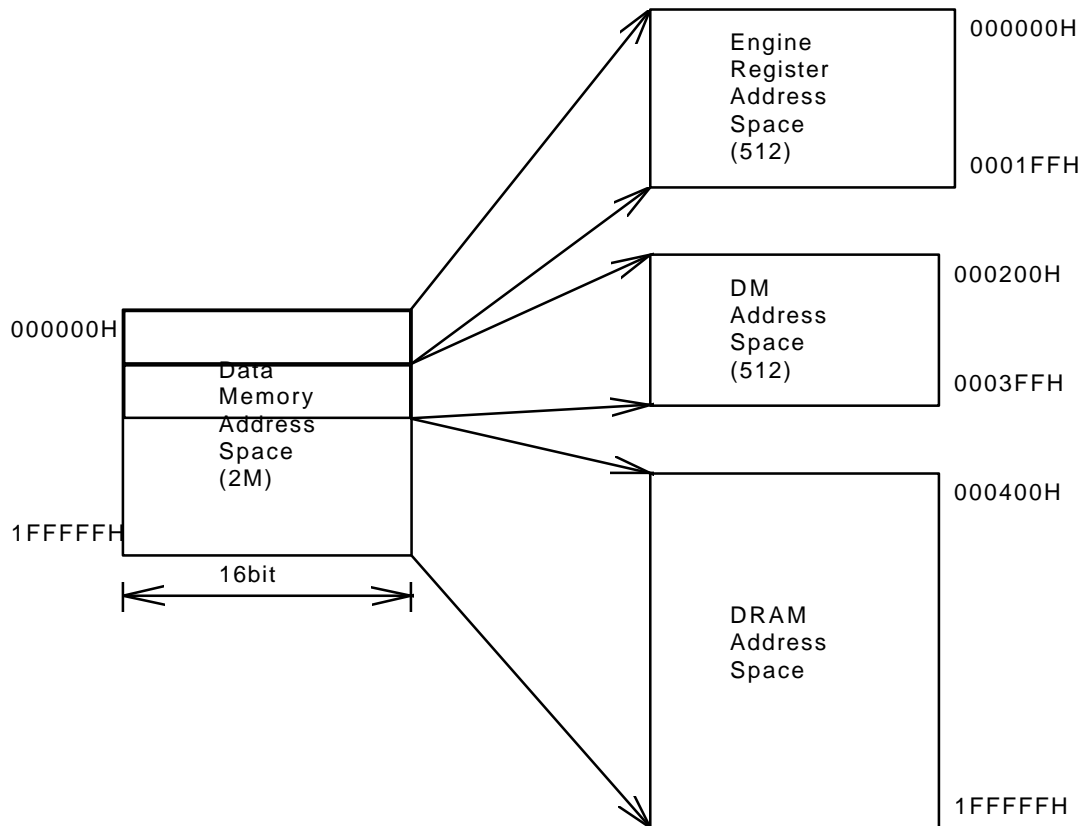 000000H
Data
Memory
Address
Space
(2M)
1FFFFFH
16bit
Engine
Register
Address
Space
(512)
000000H
0001FFH
DM
Address
Space
(512)
000200H
0003FFH
DRAM
Address
Space
000400H
1FFFFFH